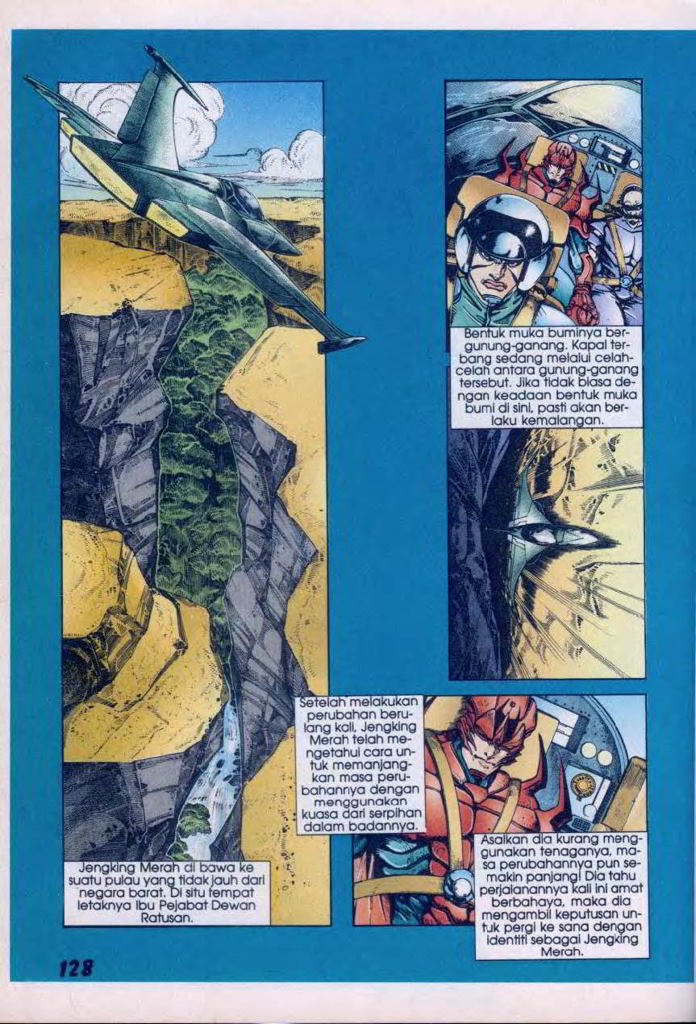 Bentuk muka buminya ber-
gunung-ganang. Kapal ter-
bang sedang melalui celah-
celah antara gunung-ganang
tersebut. Jika tidak biasa de-
ngan keadaan bentuk muka
bumi di sini, pasti akan ber-
laku kemalangan.
Setelah melakukan
perubahan beru-
lang kali, Jengking
Merah telah me-
ngetahui cara un-
tuk memanjang-
kan masa peru-
bahannya dengan
menggunakan
kuasa dari serpihan
dalam badannya.
Asalkan dia kurang meng-
gunakan tenaganya, ma-
sa perubahannya pun se-
makin panjang! Dia tahu
perjalanannya kali ini amat
berbahaya, maka dia
mengambil keputusan un-
tuk pergi ke sana dengan
identiti sebagai Jengking
Merah.
Jengking Merah di bawa ke
suatu pulau yang tidak jauh dari
negara barat. Di situ tempat
letaknya Ibu Pejabat Dewan
Ratusan.
128